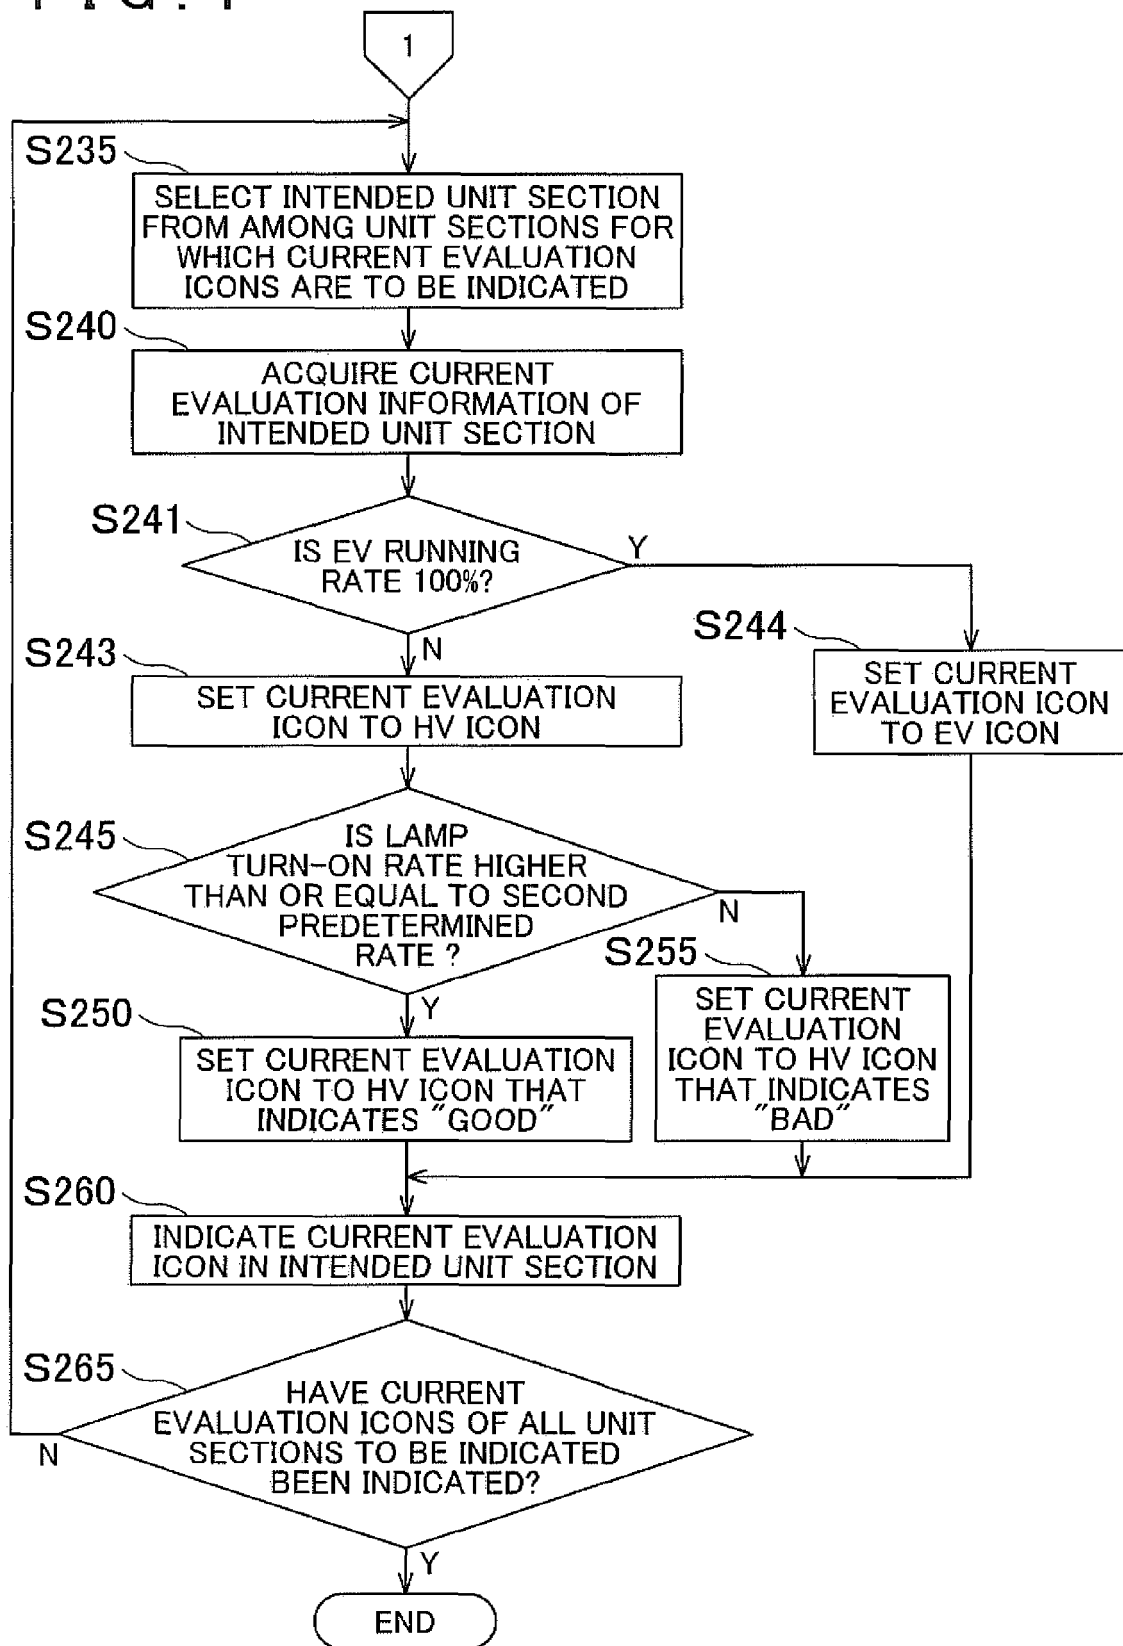 1
S235
SELECT INTENDED UNIT SECTION
FROM AMONG UNIT SECTIONS FOR
WHICH CURRENT EVALUATION
ICONS ARE TO BE INDICATED
S240
ACQUIRE CURRENT
EVALUATION INFORMATION OF
INTENDED UNIT SECTION
S241
IS EV RUNNING
RATE 100%?
Y
N
S244
SET CURRENT
EVALUATION ICON
TO EV ICON
S243
SET CURRENT EVALUATION
ICON TO HV ICON
S245
IS LAMP
TURN-ON RATE HIGHER
THAN OR EQUAL TO SECOND
PREDETERMINED
RATE ?
N
Y
S255
SET CURRENT
EVALUATION
ICON TO HV ICON
THAT INDICATES
"BAD"
S250
SET CURRENT EVALUATION
ICON TO HV ICON THAT
INDICATES "GOOD"
S260
INDICATE CURRENT EVALUATION
ICON IN INTENDED UNIT SECTION
S265
HAVE CURRENT
EVALUATION ICONS OF ALL UNIT
SECTIONS TO BE INDICATED
BEEN INDICATED?
N
Y
END